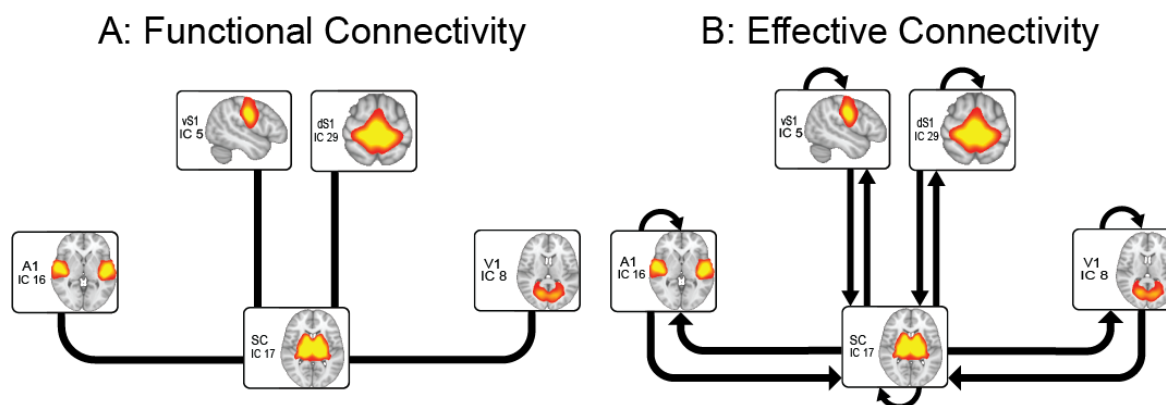 A: Functional Connectivity
vS1
IC 5
dS1
IC 29
A1
IC 16
V1
IC 8
SC
IC 17
B: Effective Connectivity
vS1
IC 5
dS1
IC 29
A1
IC 16
V1
IC 8
SC
IC 17